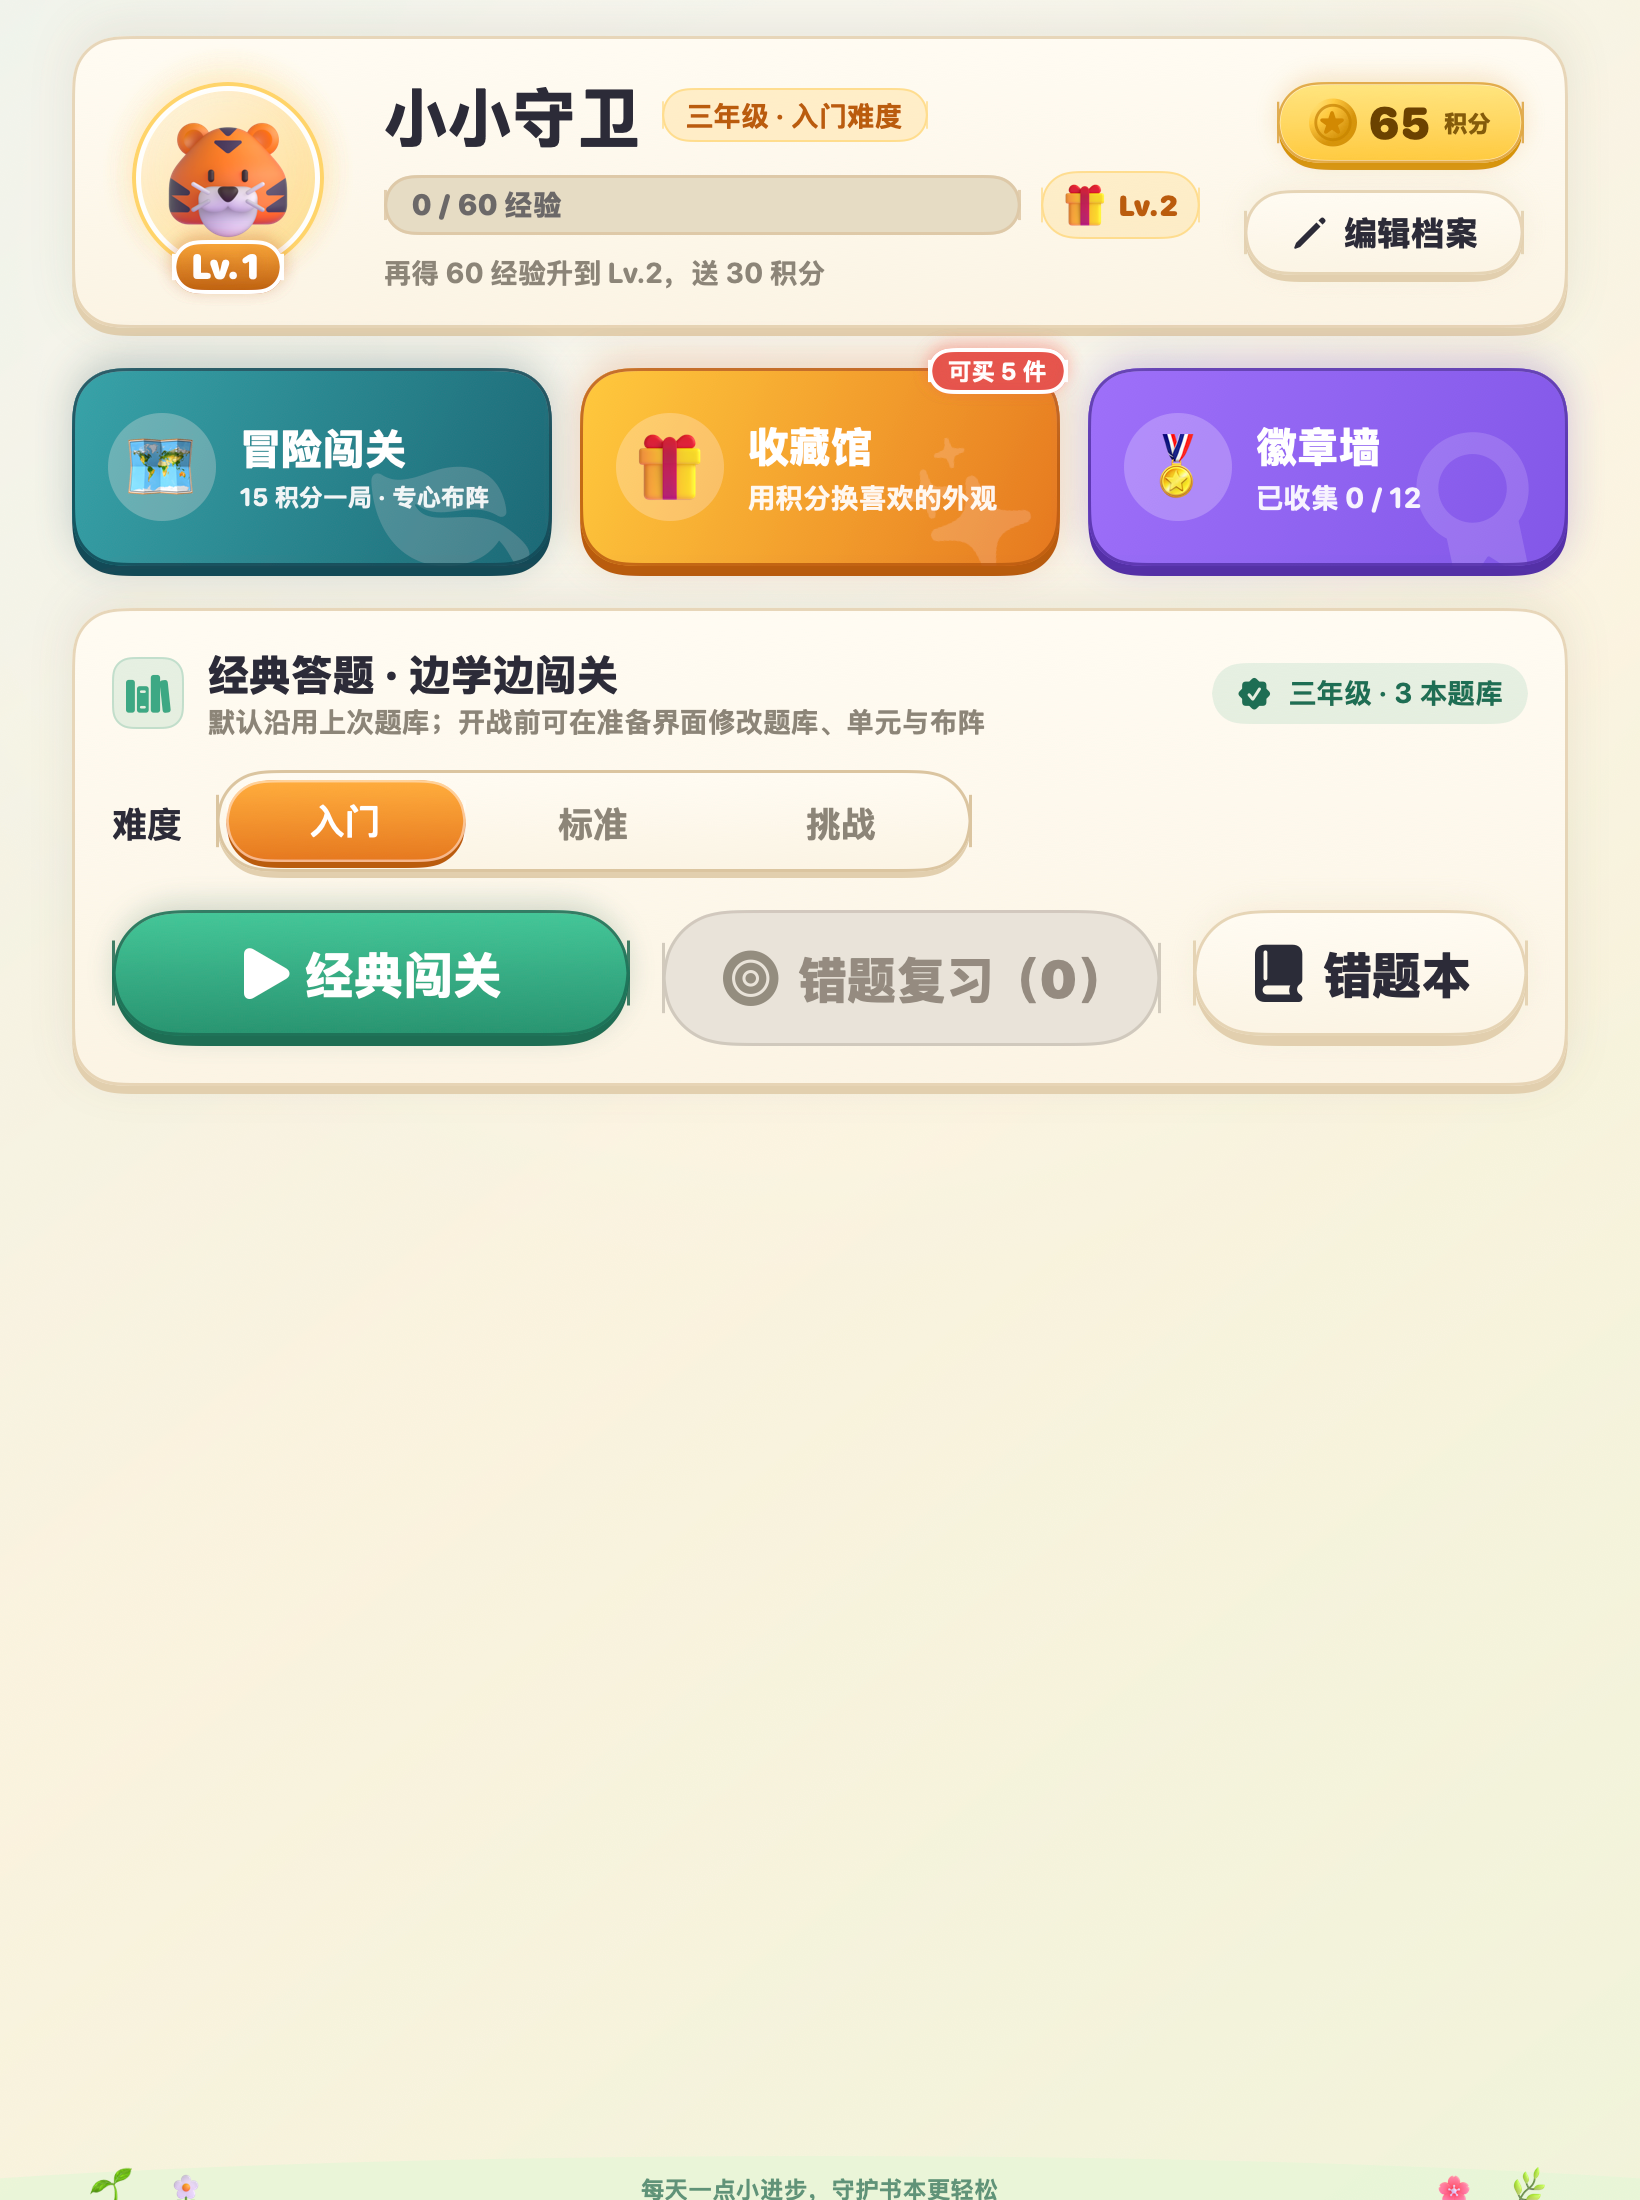 小小守卫
三年级 · 入门难度
65 积分
0 / 60 经验
Lv.2
编辑档案
Lv.1
再得 60 经验升到 Lv.2，送 30 积分
可买 5 件
冒险闯关
15 积分一局 · 专心布阵
收藏馆
用积分换喜欢的外观
徽章墙
已收集 0 / 12
经典答题 · 边学边闯关
默认沿用上次题库；开战前可在准备界面修改题库、单元与布阵
三年级 · 3 本题库
难度
入门
标准
挑战
经典闯关
错题复习（0）
错题本
每天一点小进步，守护书本更轻松